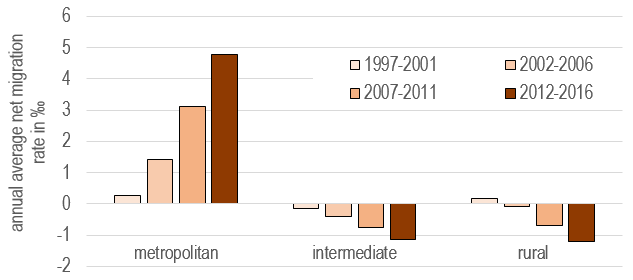 annual average net migration
rate in ‰
6
5
4
3
2
1
0
-1
-2
1997-2001
2002-2006
2007-2011
2012-2016
metropolitan
intermediate
rural